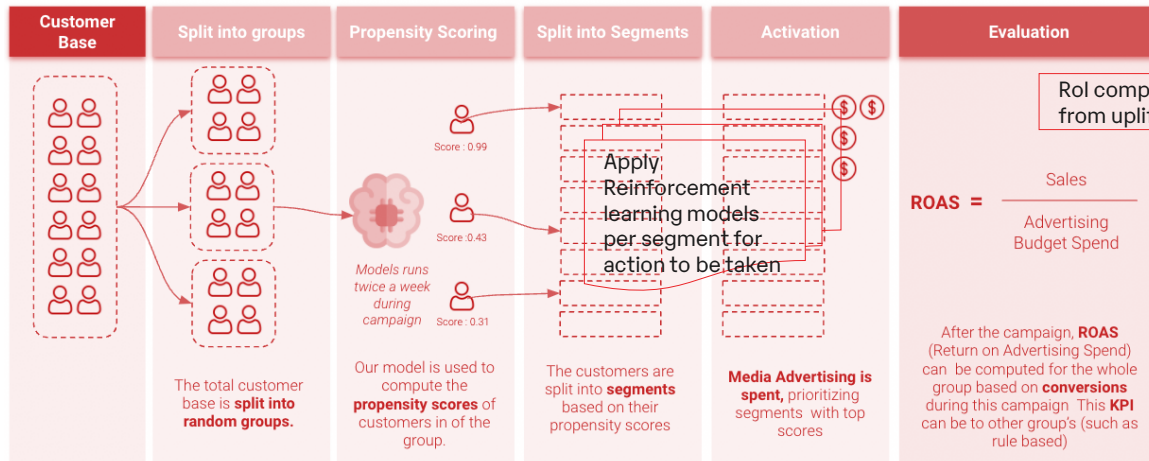 Customer
Base
Split into groups
Propensity Scoring
Split into Segments
Activation
Evaluation
The total customer
base is split into
random groups.
Models runs
twice a week
during
campaign
Score : 0.99
Score :0.43
Score : 0.31
Our model is used to
compute the
propensity scores of
customers in of the
group.
Apply
Reinforcement
learning models
per segment for
action to be taken
The customers are
split into segments
based on their
propensity scores
$ $
$
$
Media Advertising is
spent, prioritizing
segments with top
scores
RoI comp
from uplif
ROAS =
Sales
Advertising
Budget Spend
After the campaign, ROAS
(Return on Advertising Spend)
can be computed for the whole
group based on conversions
during this campaign This KPI
can be to other group's (such as
rule based)